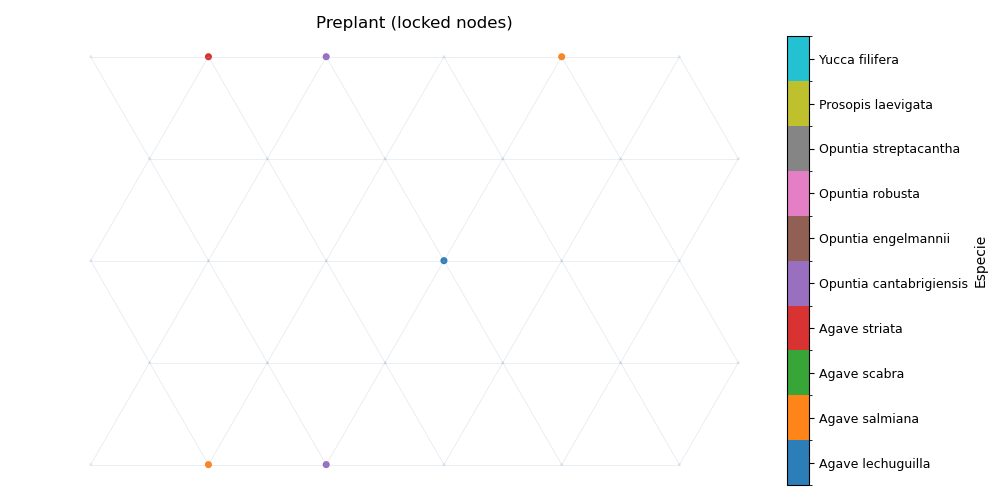 Preplant (locked nodes)
Yucca filifera
Prosopis laevigata
Opuntia streptacantha
Opuntia robusta
Opuntia engelmannii
Opuntia cantabrigiensis
Agave striata
Agave scabra
Agave salmiana
Agave lechuguilla
Especie